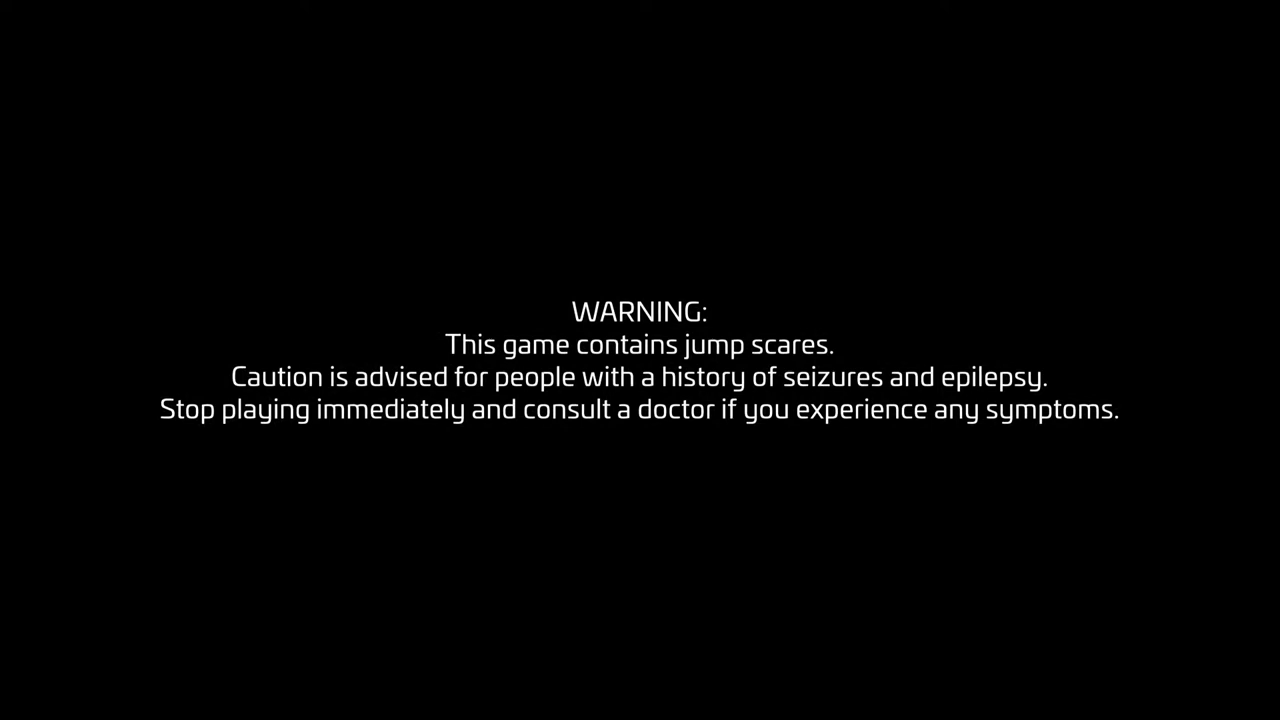 WARNING:
This game contains jump scares.
Caution is advised for people with a history of seizures and epilepsy.
Stop playing immediately and consult a doctor if you experience any symptoms.